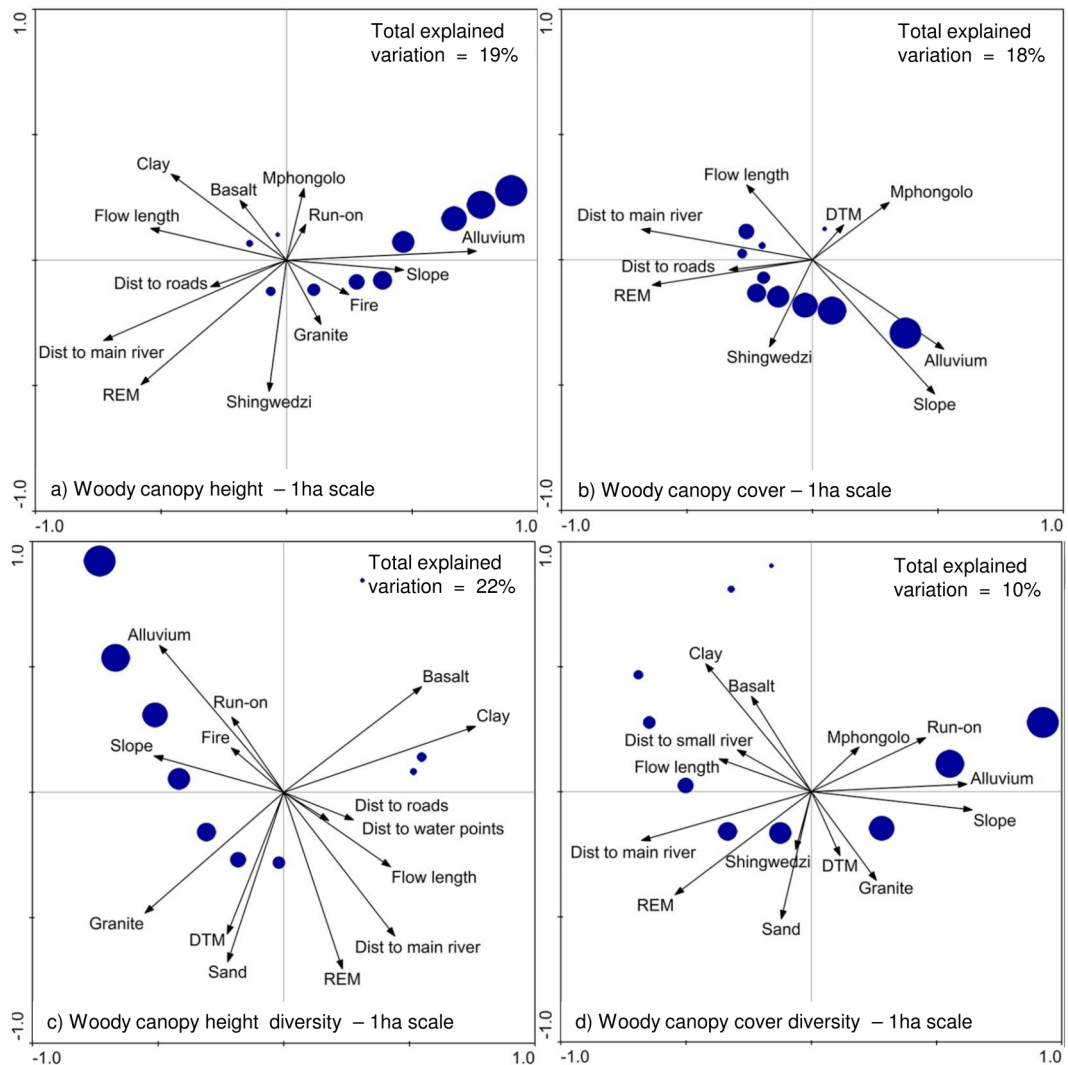 1.0
Total explained
variation = 19%
Clay
Basalt
Mphongolo
Flow length
Run-on
Alluvium
Dist to roads
Slope
Fire
Granite
Dist to main river
REM
Shingwedzi
a) Woody canopy height – 1ha scale
-1.0
-1.0
1.0
Total explained
variation = 18%
Flow length
Mphongolo
Dist to main river
DTM
Dist to roads
REM
Shingwedzi
Alluvium
Slope
b) Woody canopy cover – 1ha scale
-1.0
-1.0
1.0
1.0
Total explained
variation = 22%
Alluvium
Basalt
Run-on
Clay
Fire
Slope
Dist to roads
Dist to water points
Flow length
Granite
DTM
Dist to main river
Sand
REM
c) Woody canopy height diversity – 1ha scale
-1.0
-1.0
1.0
1.0
Total explained
variation = 10%
Clay
Basalt
Dist to small river
Mphongolo
Run-on
Flow length
Alluvium
Slope
Dist to main river
Shingwedzi
DTM
Granite
REM
Sand
d) Woody canopy cover diversity – 1ha scale
-1.0
-1.0
1.0